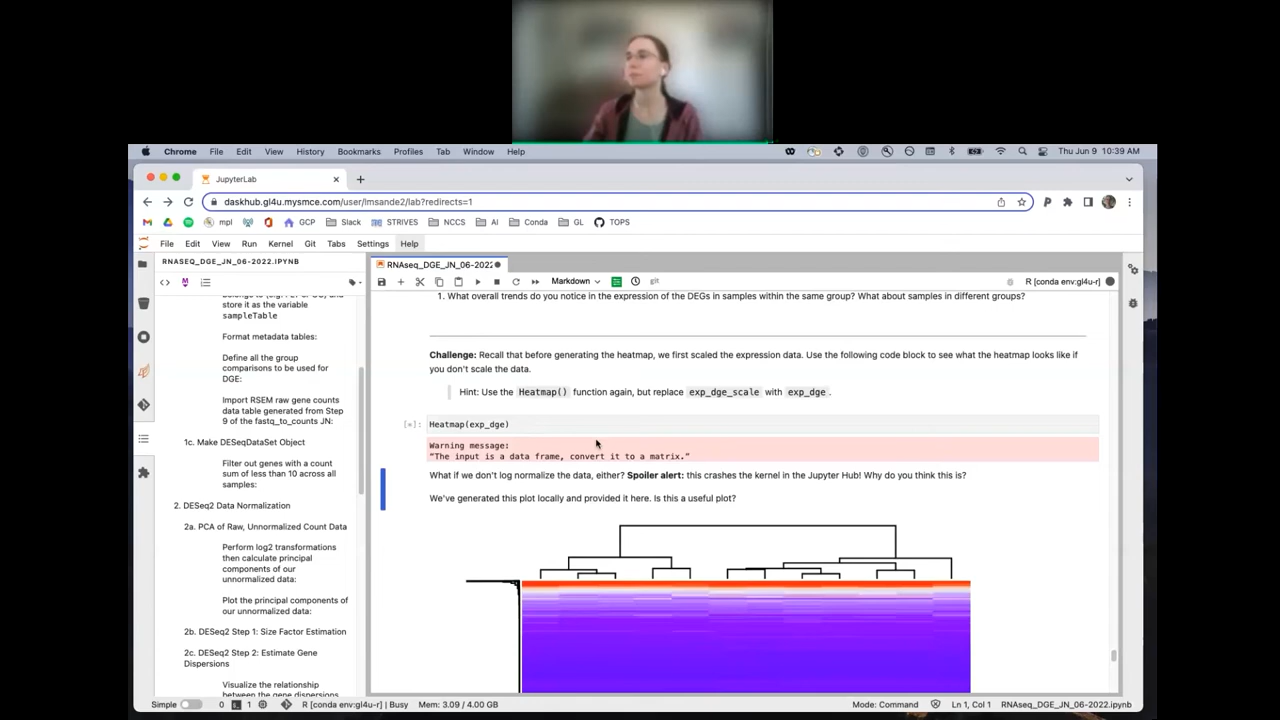 Chrome File Edit View History Bookmarks Profiles Tab Window Help Thu Jun 9 10:39 AM
JupyterLab
daskhub.gl4u.mysmce.com/user/lmsande2/lab?redirects=1
mpl GCP Slack STRIVES NCCS AI Conda GL TOPS
File Edit View Run Kernel Git Tabs Settings Help
RNASEQ_DGE_JN_06-2022.IPYNB
RNAseq_DGE_JN_06-2022
Markdown git R [conda env:gl4u-r]
store it as the variable
sampleTable
Format metadata tables:
Define all the group
comparisons to be used for
DGE:
Import RSEM raw gene counts
data table generated from Step
9 of the fastq_to_counts JN:
1c. Make DESeqDataSet Object
Filter out genes with a count
sum of less than 10 across all
samples:
2. DESeq2 Data Normalization
2a. PCA of Raw, Unnormalized Count Data
Perform log2 transformations
then calculate principal
components of our
unnormalized data:
Plot the principal components
of our unnormalized data:
2b. DESeq2 Step 1: Size Factor Estimation
2c. DESeq2 Step 2: Estimate Gene
Dispersions
Visualize the relationship
between the gene dispersions
1. What overall trends do you notice in the expression of the DEGs in samples within the same group? What about samples in different groups?
Challenge: Recall that before generating the heatmap, we first scaled the expression data. Use the following code block to see what the heatmap looks like if
you don't scale the data.
Hint: Use the Heatmap() function again, but replace exp_dge_scale with exp_dge.
[*]: Heatmap(exp_dge)
Warning message:
"The input is a data frame, convert it to a matrix."
What if we don't log normalize the data, either? Spoiler alert: this crashes the kernel in the Jupyter Hub! Why do you think this is?
We've generated this plot locally and provided it here. Is this a useful plot?
Simple 0 1 R [conda env:gl4u-r] | Busy Mem: 3.09 / 4.00 GB Mode: Command Ln 1, Col 1 RNAseq_DGE_JN_06-2022.ipynb